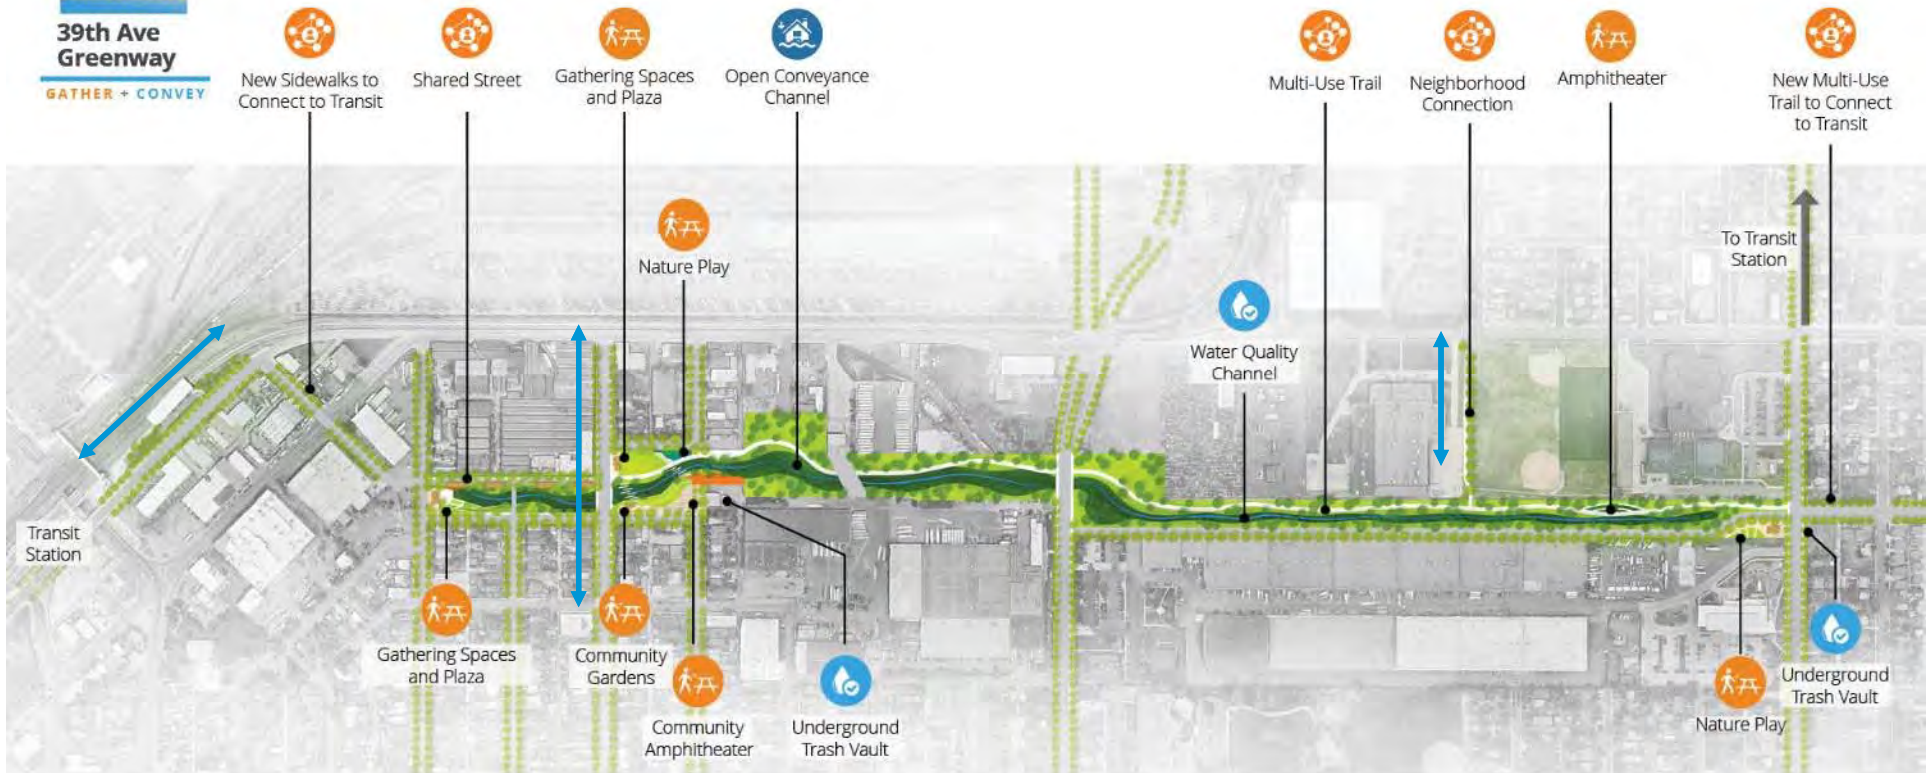 39th Ave
Greenway
GATHER + CONVEY
New Sidewalks to
Connect to Transit
Shared Street
Gathering Spaces
and Plaza
Open Conveyance
Channel
Multi-Use Trail
Neighborhood
Connection
Amphitheater
New Multi-Use
Trail to Connect
to Transit
Nature Play
To Transit
Station
Water Quality
Channel
Transit
Station
Gathering Spaces
and Plaza
Community
Gardens
Community
Amphitheater
Underground
Trash Vault
Nature Play
Underground
Trash Vault